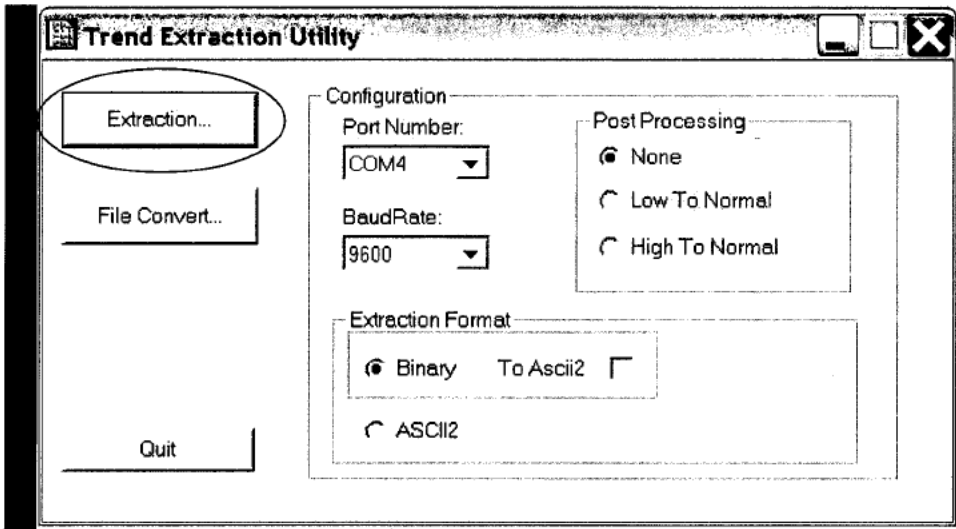 Trend Extraction Utility
Extraction...
File Convert...
Quit
Configuration
Port Number:
COM4
BaudRate:
9600
Post Processing
None
Low To Normal
High To Normal
Extraction Format
Binary To Ascii2
ASCII2